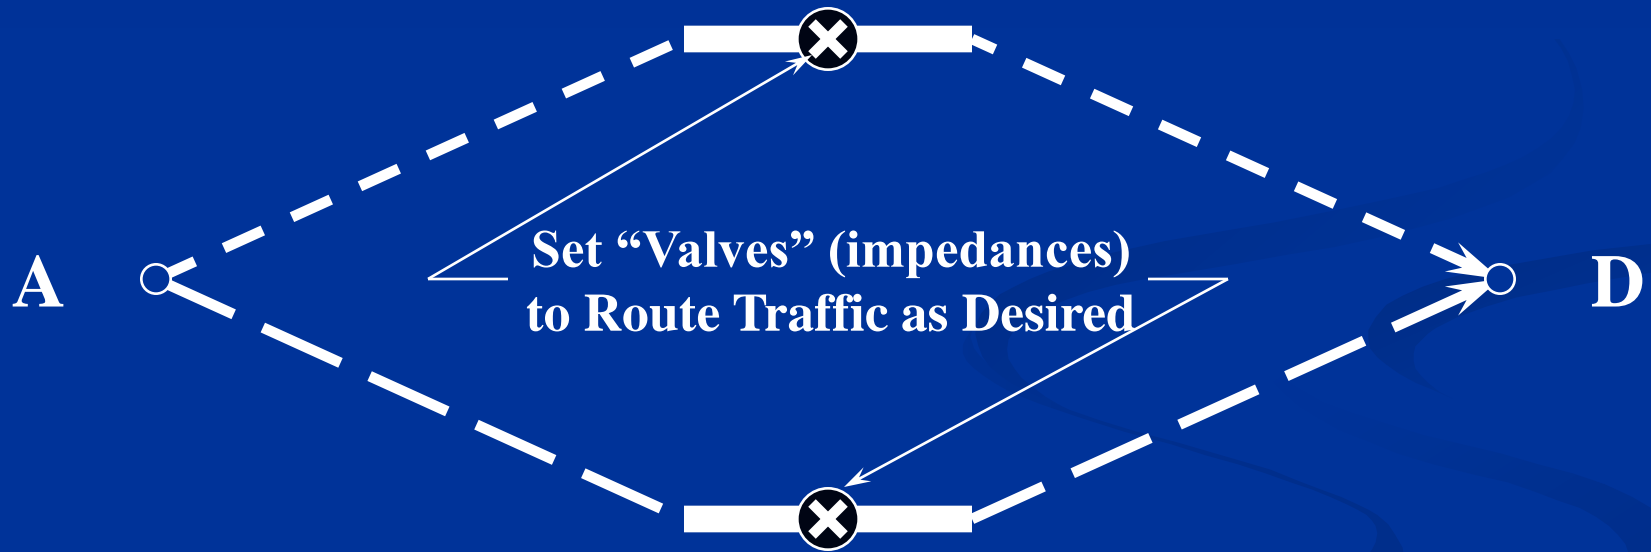 A
Set “Valves” (impedances)
to Route Traffic as Desired
D